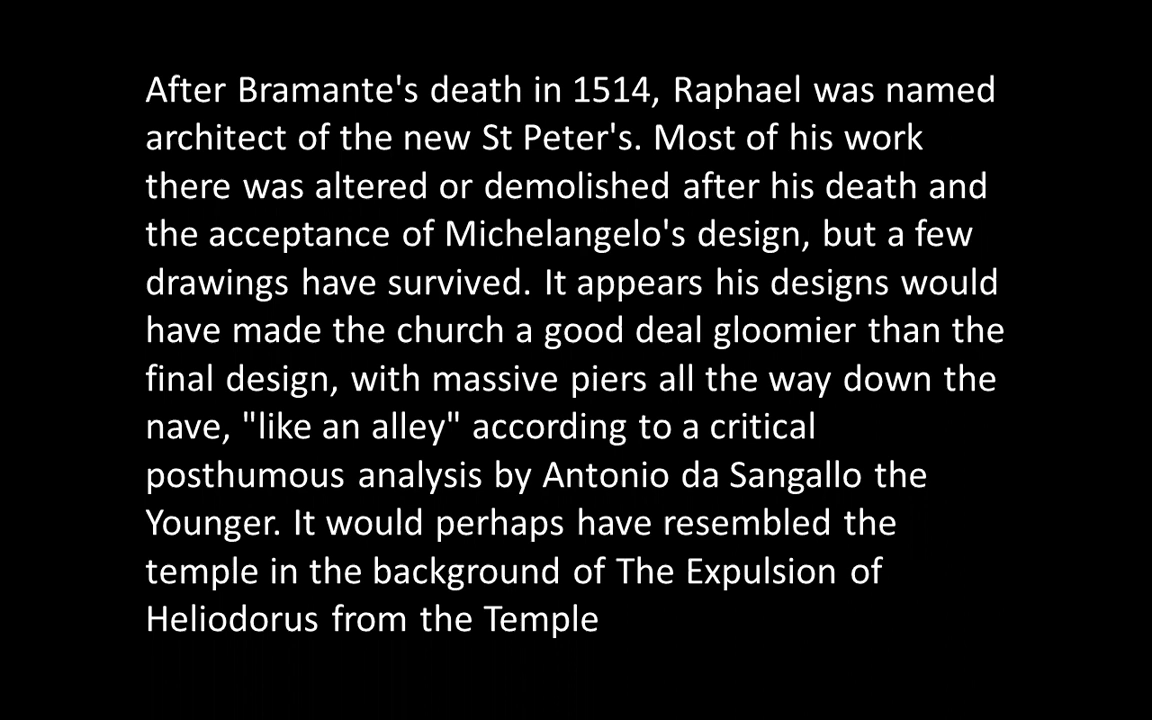 After Bramante's death in 1514, Raphael was named
architect of the new St Peter's. Most of his work
there was altered or demolished after his death and
the acceptance of Michelangelo's design, but a few
drawings have survived. It appears his designs would
have made the church a good deal gloomier than the
final design, with massive piers all the way down the
nave, "like an alley" according to a critical
posthumous analysis by Antonio da Sangallo the
Younger. It would perhaps have resembled the
temple in the background of The Expulsion of
Heliodorus from the Temple